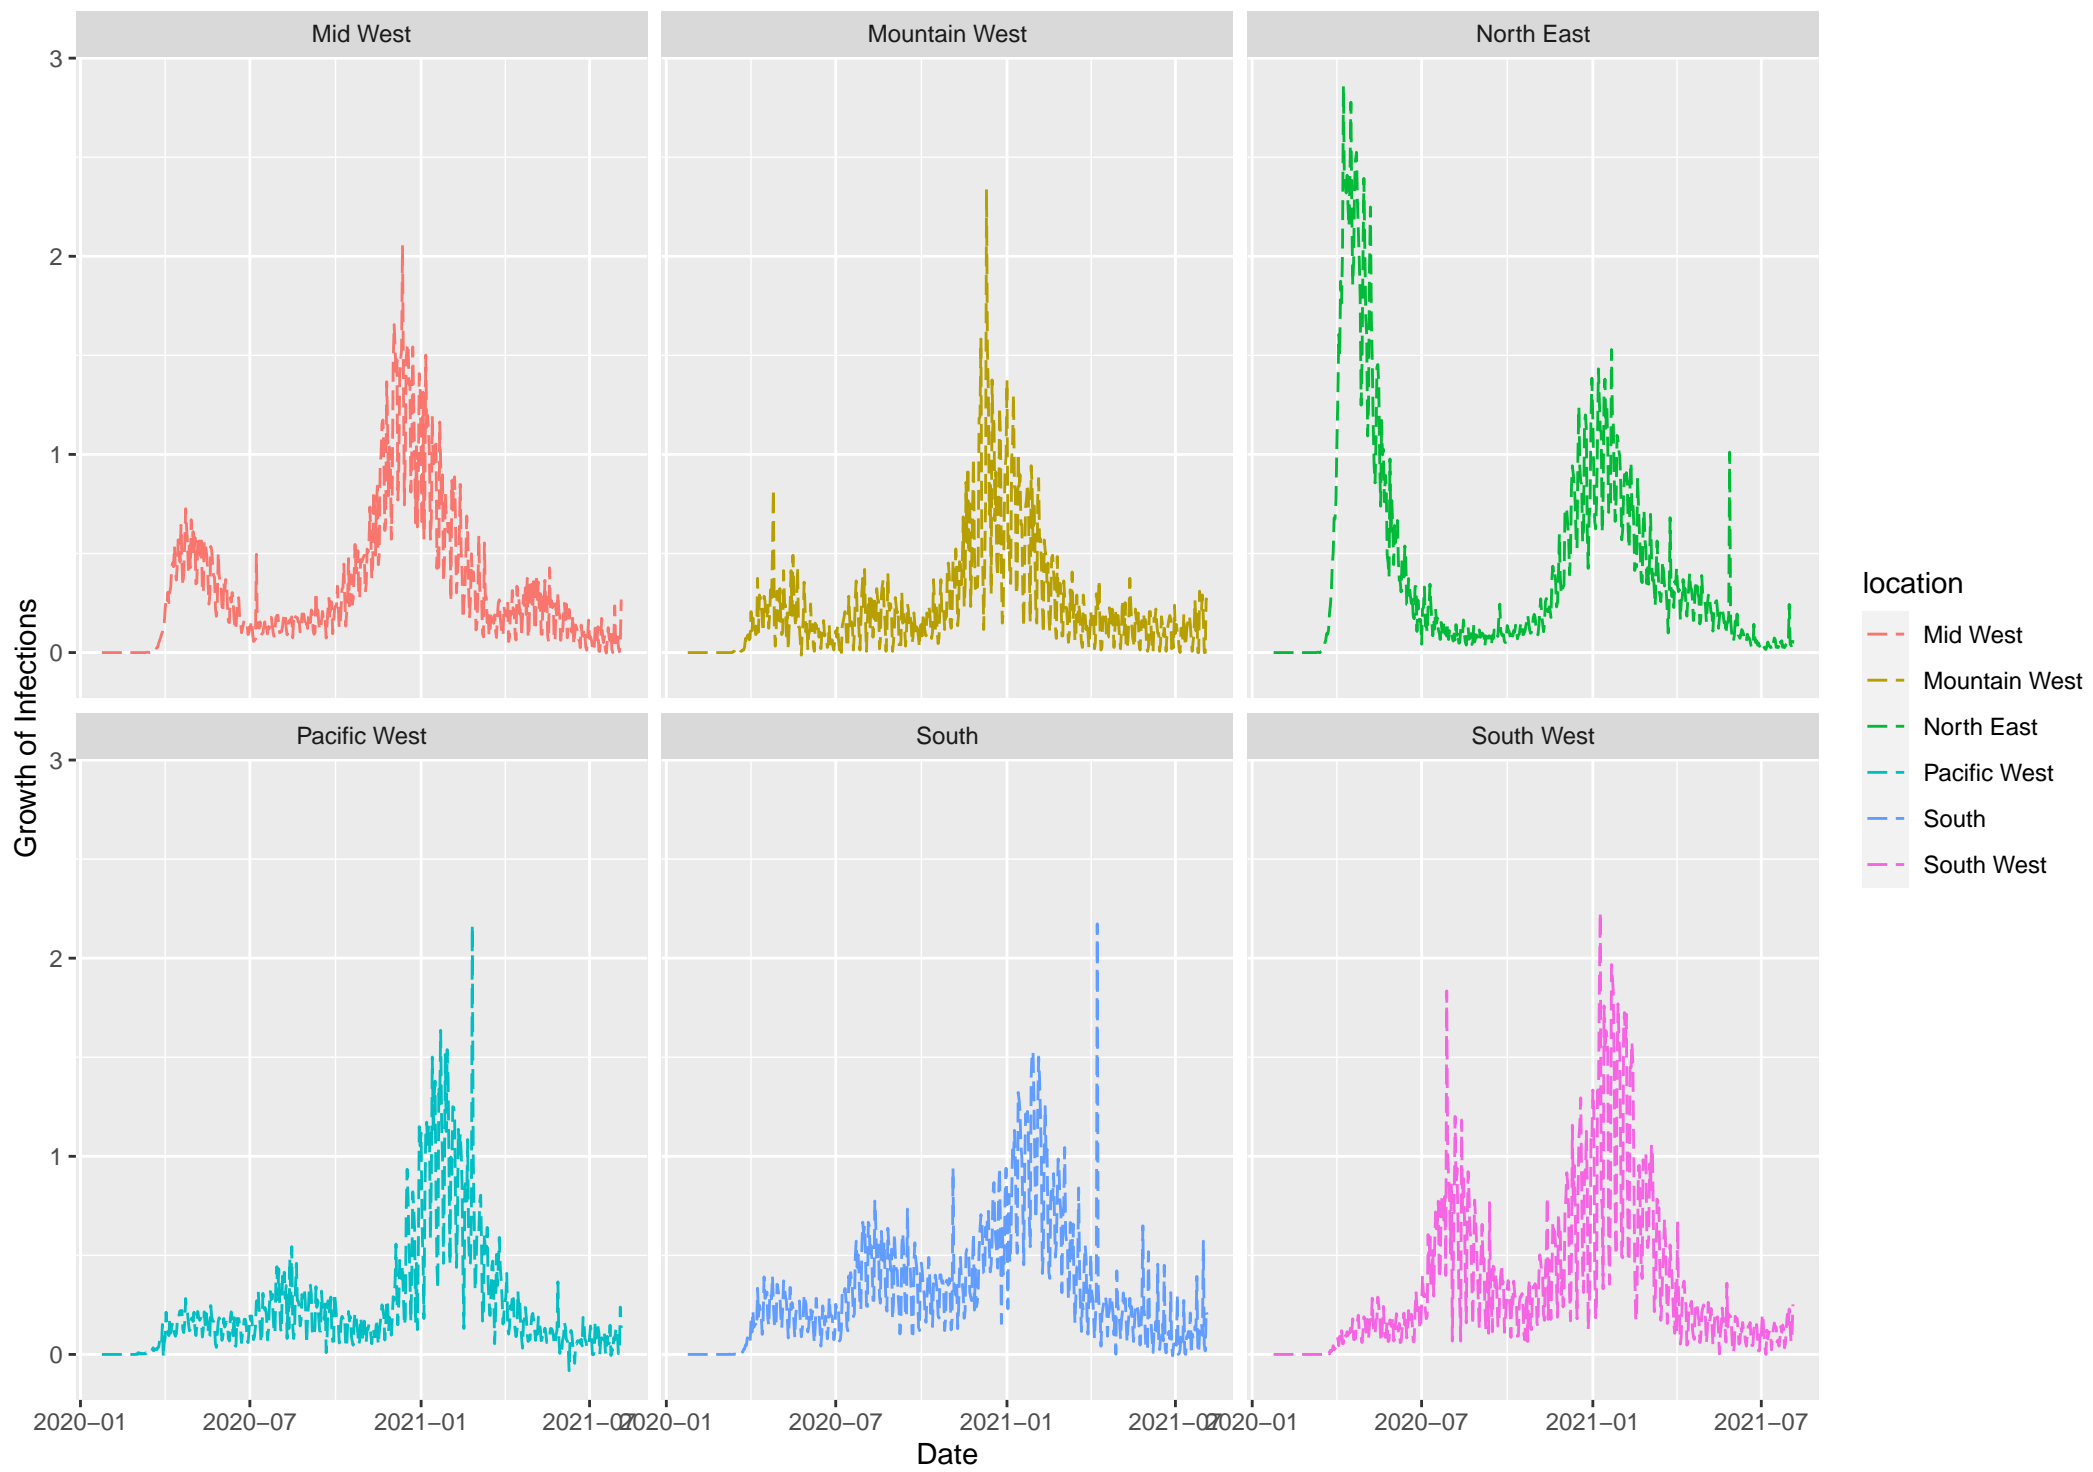 Mid West
Mountain West
North East
3
2
1
0
Pacific West
South
South West
3
2
1
0
Growth of Infections
2020–01
2020–07
2021–01
2021–07
2020–01
2020–07
2021–01
2021–07
2020–01
2020–07
2021–01
2021–07
Date
location
Mid West
Mountain West
North East
Pacific West
South
South West